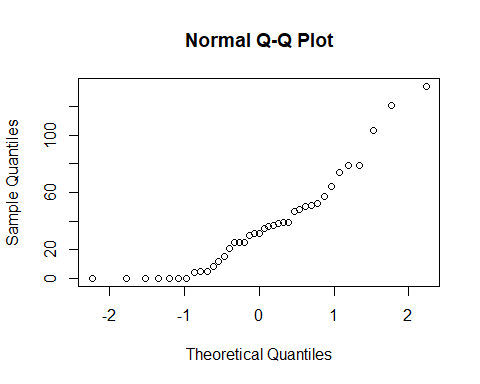 Normal Q-Q Plot
Sample Quantiles
100
60
20
0
-2 -1 0 1 2
Theoretical Quantiles